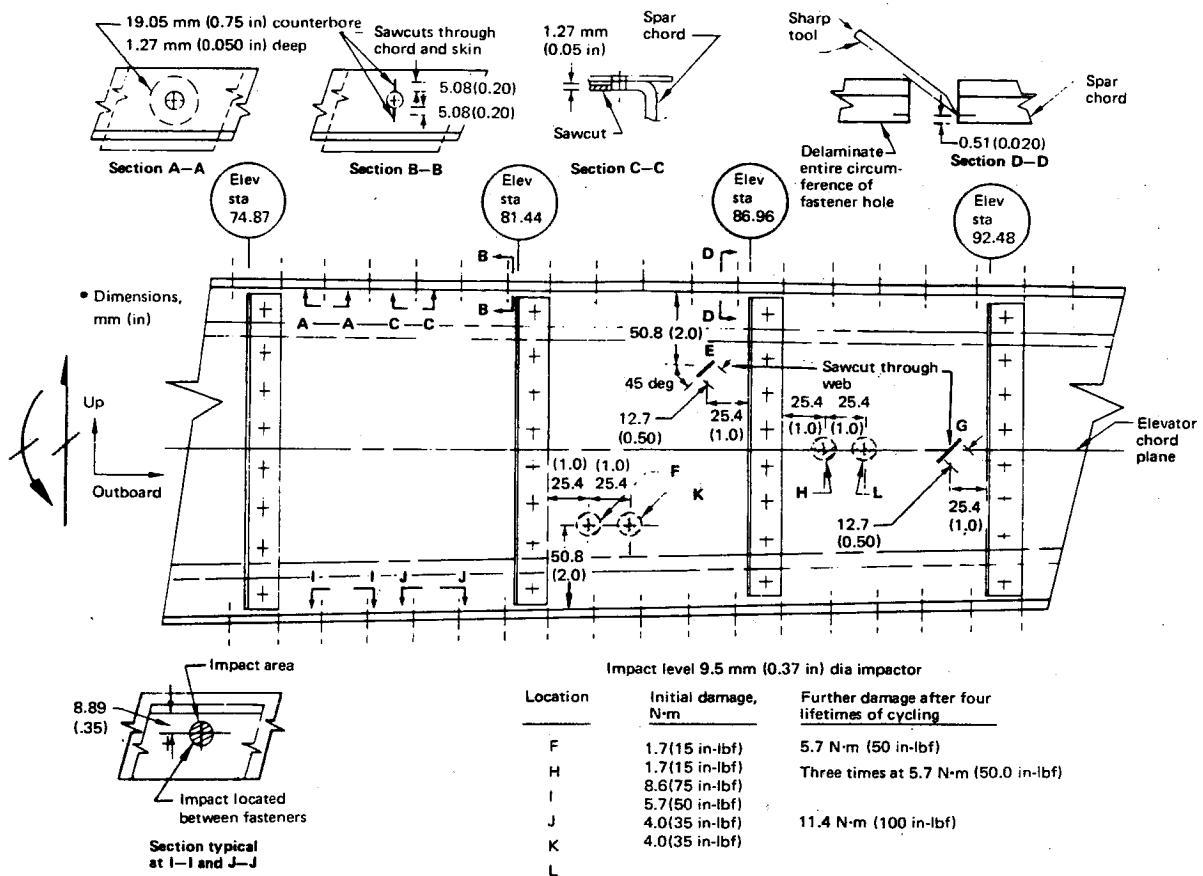 19.05 mm (0.75 in) counterbore
1.27 mm (0.050 in) deep
Sawcuts through
chord and skin
5.08(0.20)
5.08(0.20)
1.27 mm
(0.05 in)
Spar
chord
Sawcut
Sharp
tool
Spar
chord
0.51(0.020)
Delaminate
entire circum-
ference of
fastener hole
Section A–A
Section B–B
Section C–C
Section D–D
Elev
sta
74.87
Elev
sta
81.44
Elev
sta
86.96
Elev
sta
92.48
B
B
D
D
• Dimensions,
mm (in)
A A C C
50.8 (2.0)
E
45 deg
Sawcut through
web
12.7
(0.50)
25.4
(1.0)
25.4 25.4
(1.0) (1.0)
G
Elevator
chord
plane
Up
Outboard
(1.0) (1.0)
25.4 25.4
F
K
H
L
12.7
(0.50)
25.4
(1.0)
50.8
(2.0)
I I J J
Impact area
8.89
(.35)
Impact located
between fasteners
Section typical
at I–I and J–J
Impact level 9.5 mm (0.37 in) dia impactor
Location Initial damage, Further damage after four
N·m lifetimes of cycling
F 1.7(15 in-lbf) 5.7 N·m (50 in-lbf)
H 1.7(15 in-lbf) Three times at 5.7 N·m (50.0 in-lbf)
8.6(75 in-lbf)
I 5.7(50 in-lbf)
J 4.0(35 in-lbf) 11.4 N·m (100 in-lbf)
K 4.0(35 in-lbf)
L